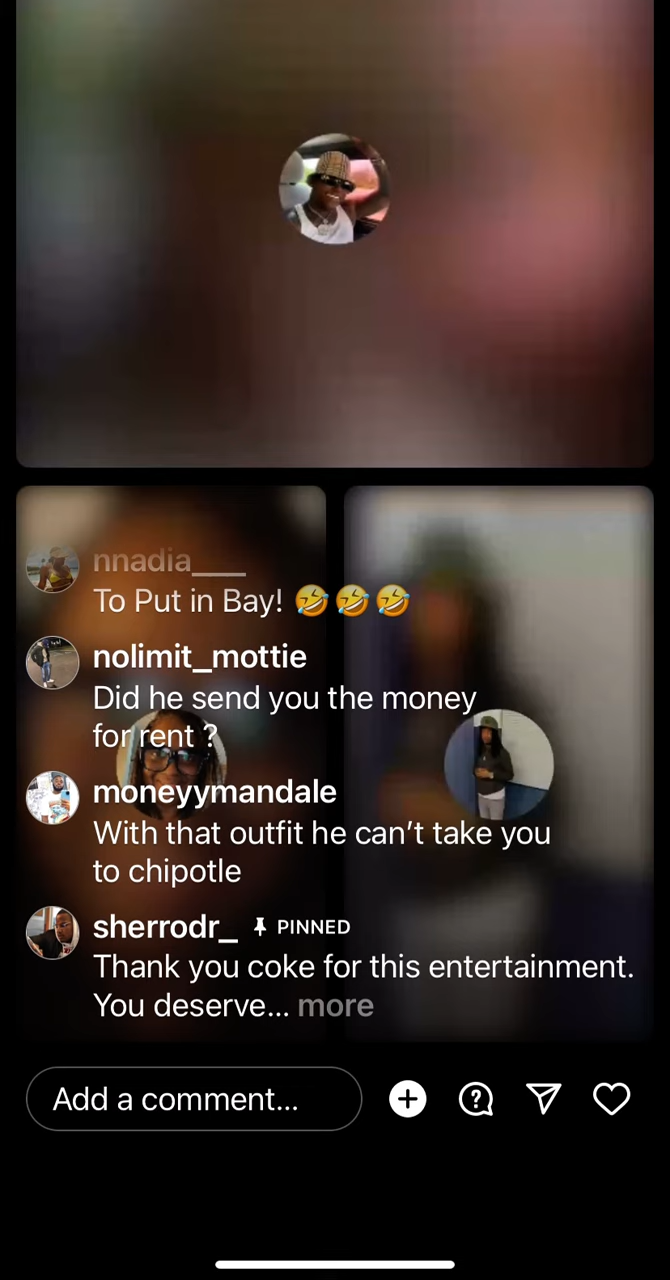 nnadia___
To Put in Bay! 🤣🤣🤣
nolimit_mottie
Did he send you the money
for rent ?
moneyymandale
With that outfit he can’t take you
to chipotle
sherrodr_ PINNED
Thank you coke for this entertainment.
You deserve... more
Add a comment...